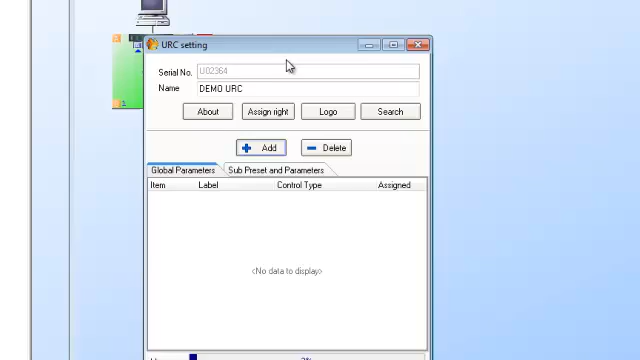 URC setting
Serial No. U02364
Name DEMO URC
About Assign right Logo Search
Add Delete
Global Parameters Sub Preset and Parameters
Item Label Control Type Assigned
<No data to display>